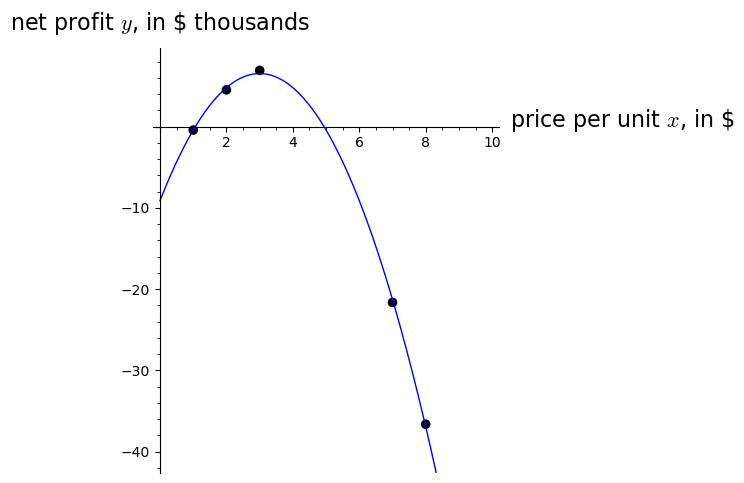 net profit y, in $ thousands
price per unit x, in $
2 4 6 8 10
−10
−20
−30
−40